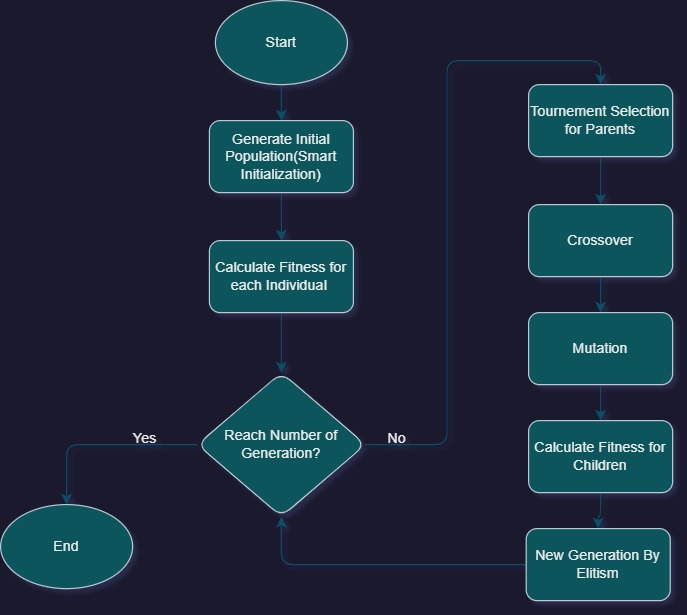 Start
Generate Initial
Population(Smart
Initialization)
Calculate Fitness for
each Individual
Reach Number of
Generation?
Yes
No
End
Tournement Selection
for Parents
Crossover
Mutation
Calculate Fitness for
Children
New Generation By
Elitism